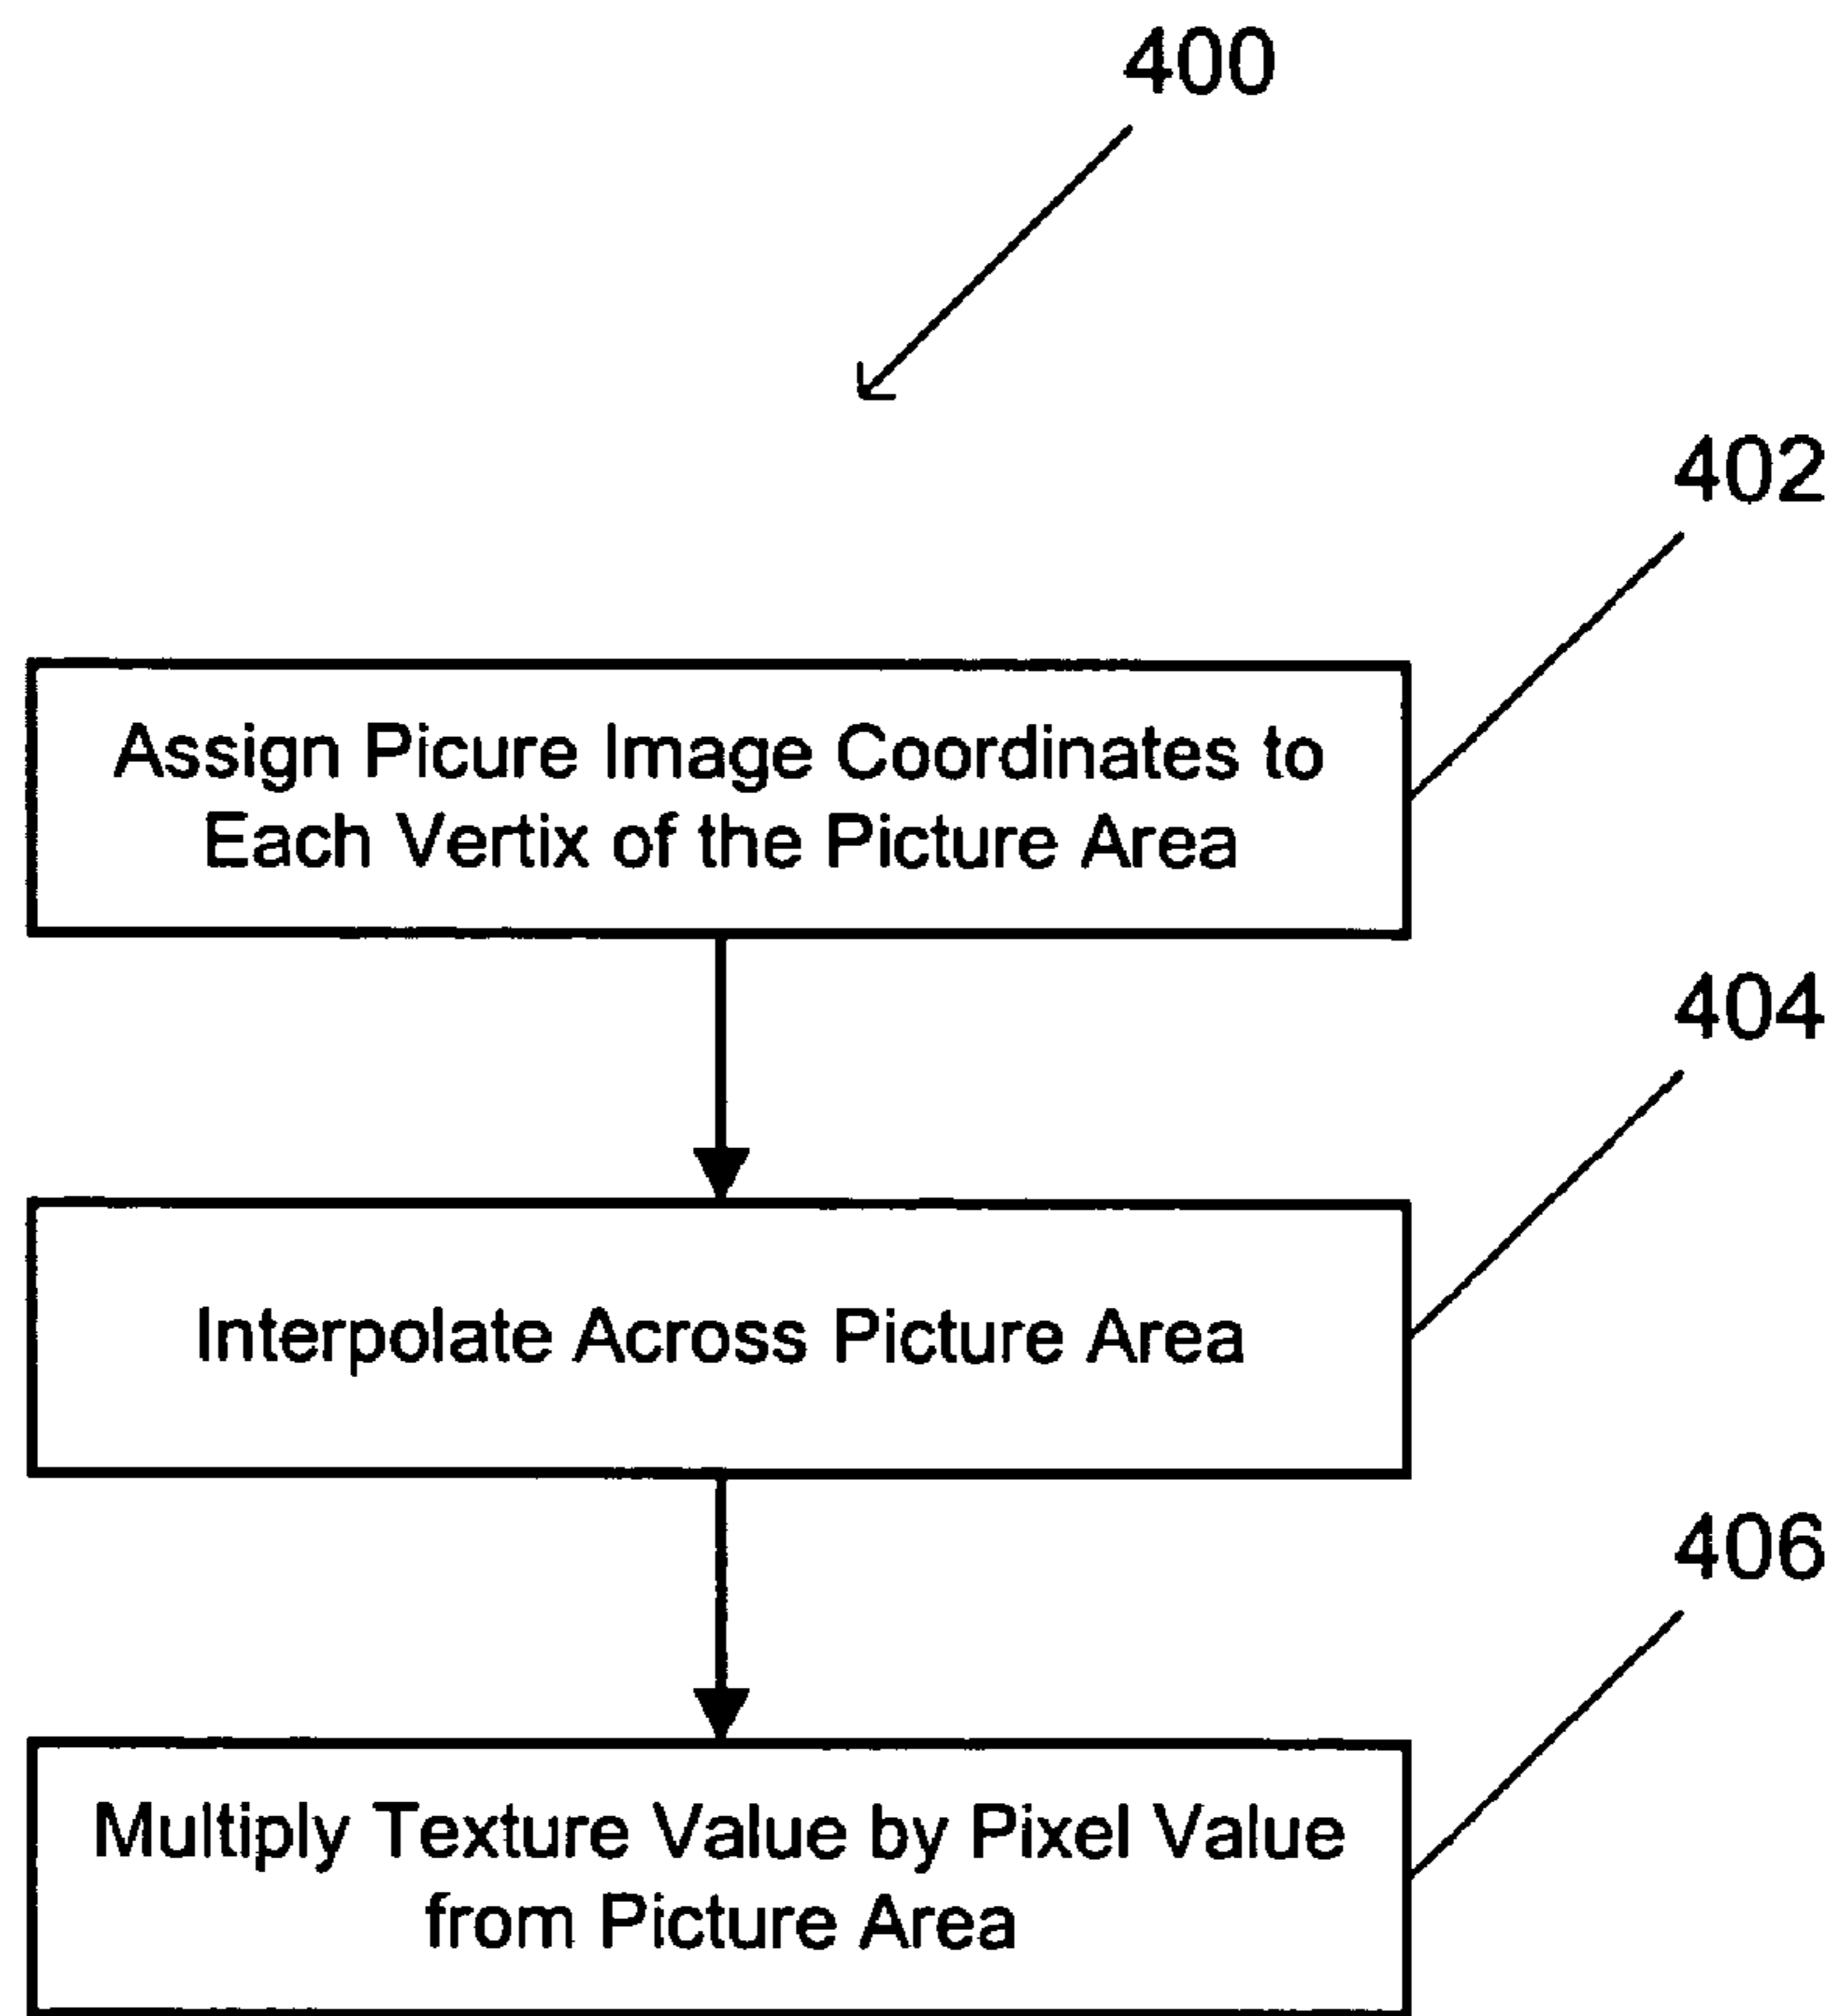 400
402
Assign Picure Image Coordinates to
Each Vertix of the Picture Area
404
Interpolate Across Picture Area
406
Multiply Texture Value by Pixel Value
from Picture Area